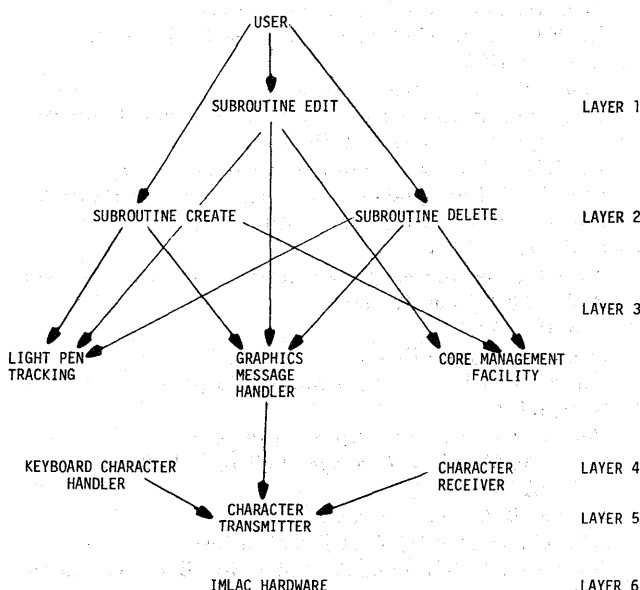 USER
SUBROUTINE EDIT
LAYER 1
SUBROUTINE CREATE
SUBROUTINE DELETE
LAYER 2
LAYER 3
LIGHT PEN
TRACKING
GRAPHICS
MESSAGE
HANDLER
CORE MANAGEMENT
FACILITY
KEYBOARD CHARACTER
HANDLER
CHARACTER
RECEIVER
LAYER 4
CHARACTER
TRANSMITTER
LAYER 5
IMLAC HARDWARE
LAYER 6